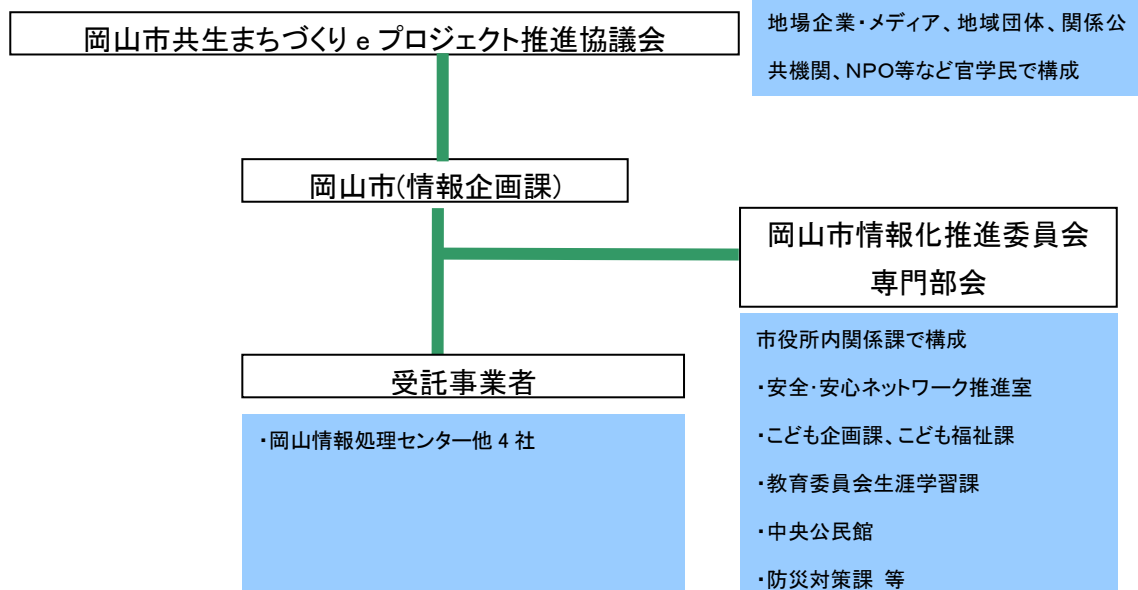 岡山市共生まちづくり e プロジェクト推進協議会
地場企業・メディア、地域団体、関係公
共機関、NPO等など官学民で構成
岡山市(情報企画課)
岡山市情報化推進委員会
専門部会
受託事業者
・岡山情報処理センター他 4 社
市役所内関係課で構成
・安全・安心ネットワーク推進室
・こども企画課、こども福祉課
・教育委員会生涯学習課
・中央公民館
・防災対策課 等